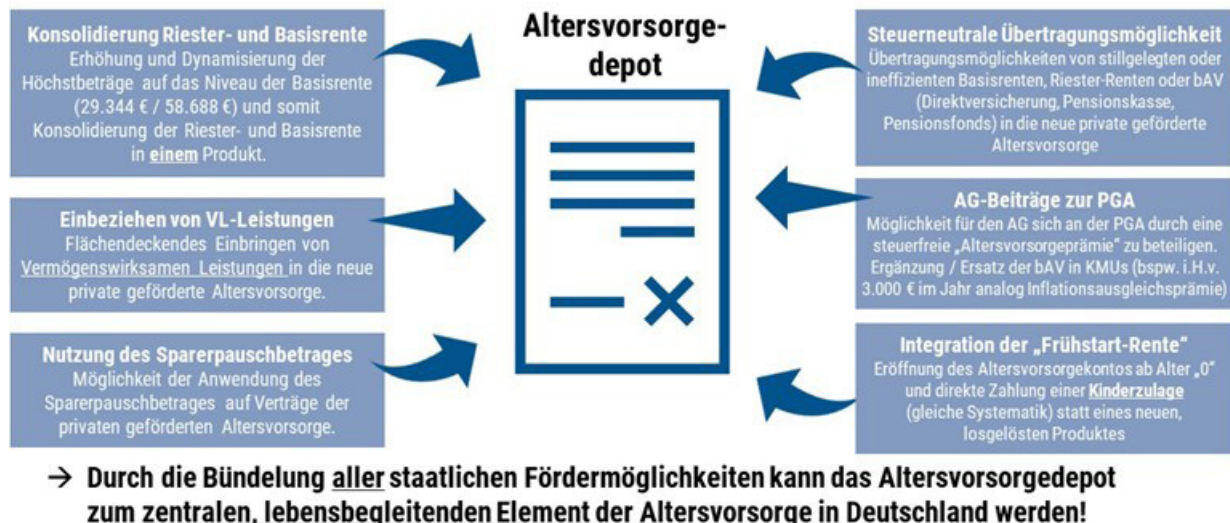 Konsolidierung Riester- und Basisrente
Erhöhung und Dynamisierung der
Höchstbeträge auf das Niveau der Basisrente
(29.344 € / 58.688 €) und somit
Konsolidierung der Riester- und Basisrente
in einem Produkt.
Einbeziehen von VL-Leistungen
Flächendeckendes Einbringen von
Vermögenswirksamen Leistungen in die neue
private geförderte Altersvorsorge.
Nutzung des Sparerpauschbetrages
Möglichkeit der Anwendung des
Sparerpauschbetrages auf Verträge der
privaten geförderten Altersvorsorge.
Altersvorsorge-
depot
Steuerneutrale Übertragungsmöglichkeit
Übertragungsmöglichkeiten von stillgelegten oder
ineffizienten Basisrenten, Riester-Renten oder bAV
(Direktversicherung, Pensionskasse,
Pensionsfonds) in die neue private geförderte
Altersvorsorge
AG-Beiträge zur PGA
Möglichkeit für den AG sich an der PGA durch eine
steuerfreie „Altersvorsorgeprämie“ zu beteiligen.
Ergänzung / Ersatz der bAV in KMUs (bspw. i.H.v.
3.000 € im Jahr analog Inflationsausgleichsprämie)
Integration der „Frühstart-Rente“
Eröffnung des Altersvorsorgekontos ab Alter „0“
und direkte Zahlung einer Kinderzulage
(gleiche Systematik) statt eines neuen,
losgelösten Produktes
→ Durch die Bündelung aller staatlichen Fördermöglichkeiten kann das Altersvorsorgedepot
zum zentralen, lebensbegleitenden Element der Altersvorsorge in Deutschland werden!